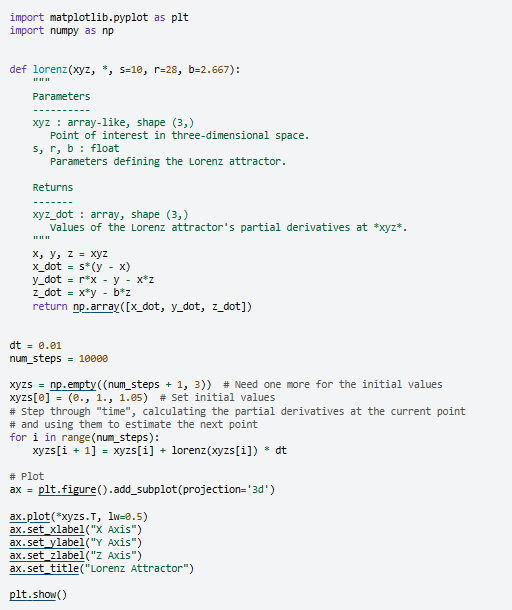 import matplotlib.pyplot as plt
import numpy as np


def lorenz(xyz, *, s=10, r=28, b=2.667):
    """
    Parameters
    ----------
    xyz : array-like, shape (3,)
       Point of interest in three-dimensional space.
    s, r, b : float
       Parameters defining the Lorenz attractor.

    Returns
    -------
    xyz_dot : array, shape (3,)
       Values of the Lorenz attractor's partial derivatives at *xyz*.
    """
    x, y, z = xyz
    x_dot = s*(y - x)
    y_dot = r*x - y - x*z
    z_dot = x*y - b*z
    return np.array([x_dot, y_dot, z_dot])


dt = 0.01
num_steps = 10000

xyzs = np.empty((num_steps + 1, 3))  # Need one more for the initial values
xyzs[0] = (0., 1., 1.05)  # Set initial values
# Step through "time", calculating the partial derivatives at the current point
# and using them to estimate the next point
for i in range(num_steps):
    xyzs[i + 1] = xyzs[i] + lorenz(xyzs[i]) * dt

# Plot
ax = plt.figure().add_subplot(projection='3d')

ax.plot(*xyzs.T, lw=0.5)
ax.set_xlabel("X Axis")
ax.set_ylabel("Y Axis")
ax.set_zlabel("Z Axis")
ax.set_title("Lorenz Attractor")

plt.show()